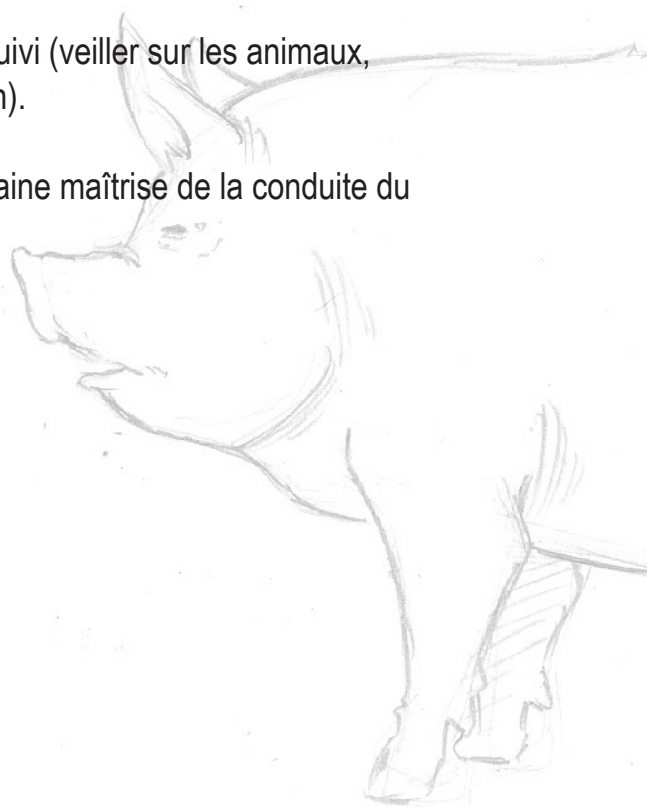 uivi (veiller sur les animaux,
n).
aine maîtrise de la conduite du